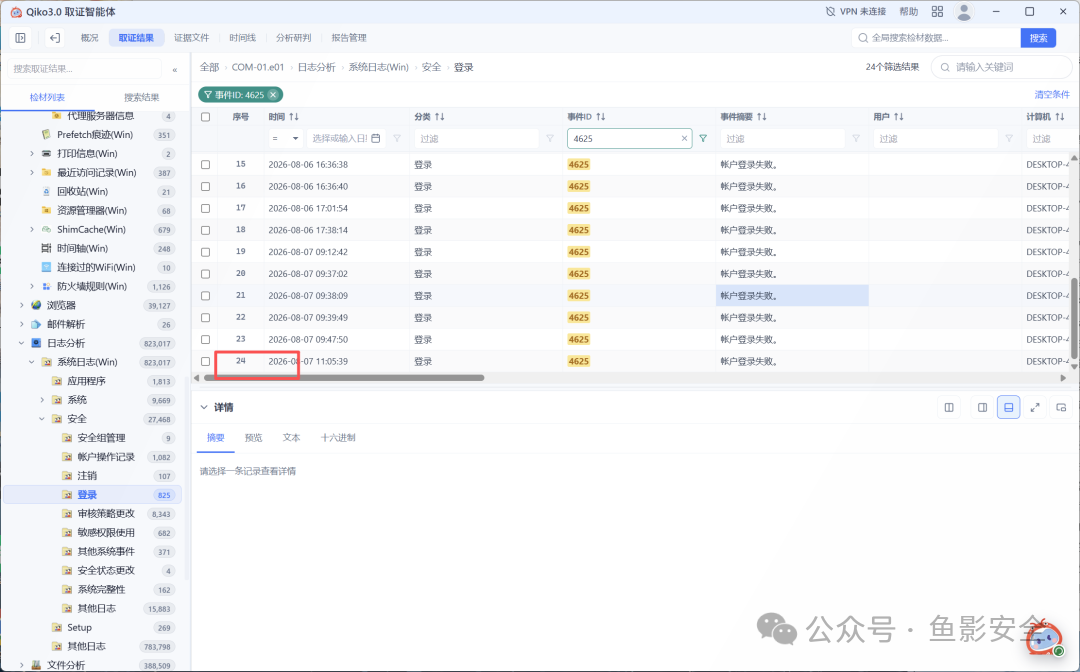 Qiko3.0 取证智能体
VPN 未连接 帮助
概况 取证结果 证据文件 时间线 分析研判 报告管理 全局搜索检材数据... 搜索
搜索取证结果... «
检材列表 搜索结果
全部 › COM-01.e01 › 日志分析 › 系统日志(Win) › 安全 › 登录 24个筛选结果 请输入关键词
事件ID: 4625 清空条件
代理服务器信息 4
Prefetch痕迹(Win) 351
打印信息(Win) 2
最近访问记录(Win) 387
回收站(Win) 21
资源管理器(Win) 68
ShimCache(Win) 679
时间轴(Win) 248
连接过的WiFi(Win) 10
防火墙规则(Win) 1,126
浏览器 39,127
邮件解析 26
日志分析 823,017
系统日志(Win) 823,017
应用程序 1,813
系统 9,669
安全 27,468
安全组管理 9
帐户操作记录 1,082
注销 107
登录 825
审核策略更改 8,343
敏感权限使用 682
其他系统事件 371
安全状态更改 4
系统完整性 162
其他日志 15,883
Setup 269
其他日志 783,798
文件分析 388,509
序号 时间 分类 事件ID 事件摘要 用户 计算机
= 选择或输入日 过滤 4625 过滤 过滤 过滤
15 2026-08-06 16:36:38 登录 4625 帐户登录失败。 DESKTOP-4
16 2026-08-06 16:36:40 登录 4625 帐户登录失败。 DESKTOP-4
17 2026-08-06 17:01:54 登录 4625 帐户登录失败。 DESKTOP-4
18 2026-08-06 17:38:14 登录 4625 帐户登录失败。 DESKTOP-4
19 2026-08-07 09:12:42 登录 4625 帐户登录失败。 DESKTOP-4
20 2026-08-07 09:37:02 登录 4625 帐户登录失败。 DESKTOP-4
21 2026-08-07 09:38:09 登录 4625 帐户登录失败。 DESKTOP-4
22 2026-08-07 09:39:49 登录 4625 帐户登录失败。 DESKTOP-4
23 2026-08-07 09:47:50 登录 4625 帐户登录失败。 DESKTOP-4
24 2026-08-07 11:05:39 登录 4625 帐户登录失败。 DESKTOP-4
详情
摘要 预览 文本 十六进制
请选择一条记录查看详情
公众号 · 鱼影安全